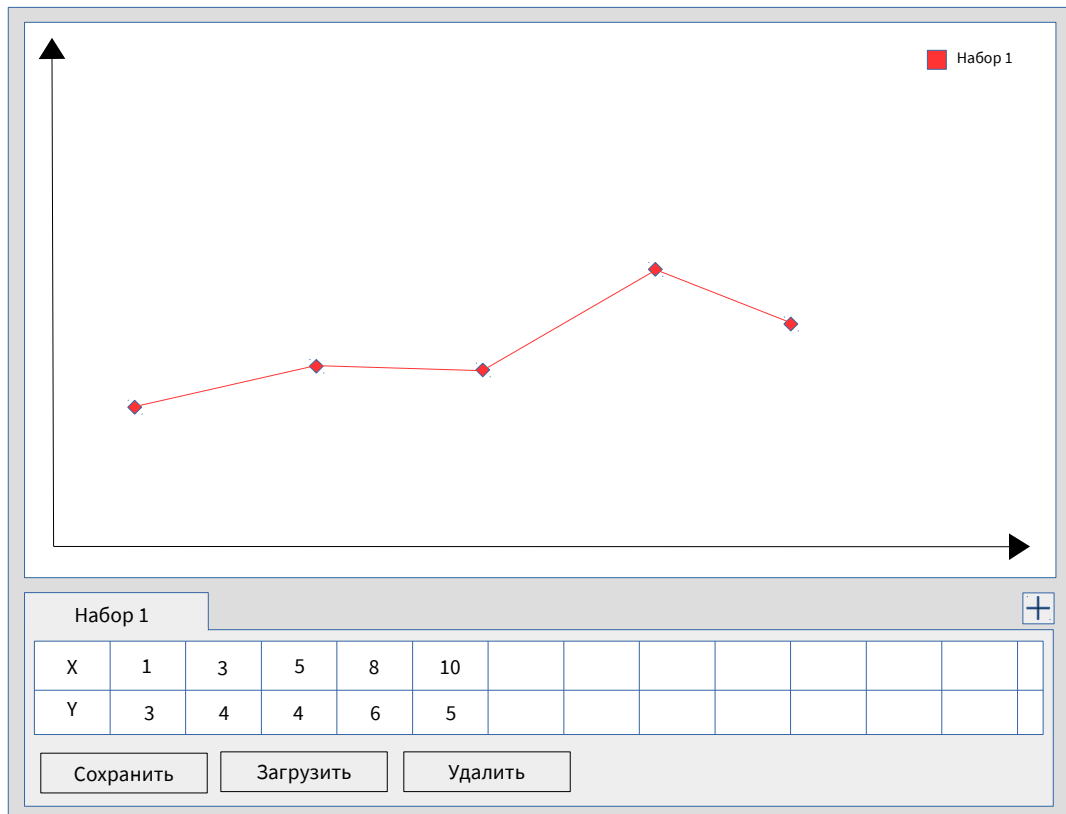 Набор 1
Набор 1
X 1 3 5 8 10
Y 3 4 4 6 5
Сохранить Загрузить Удалить